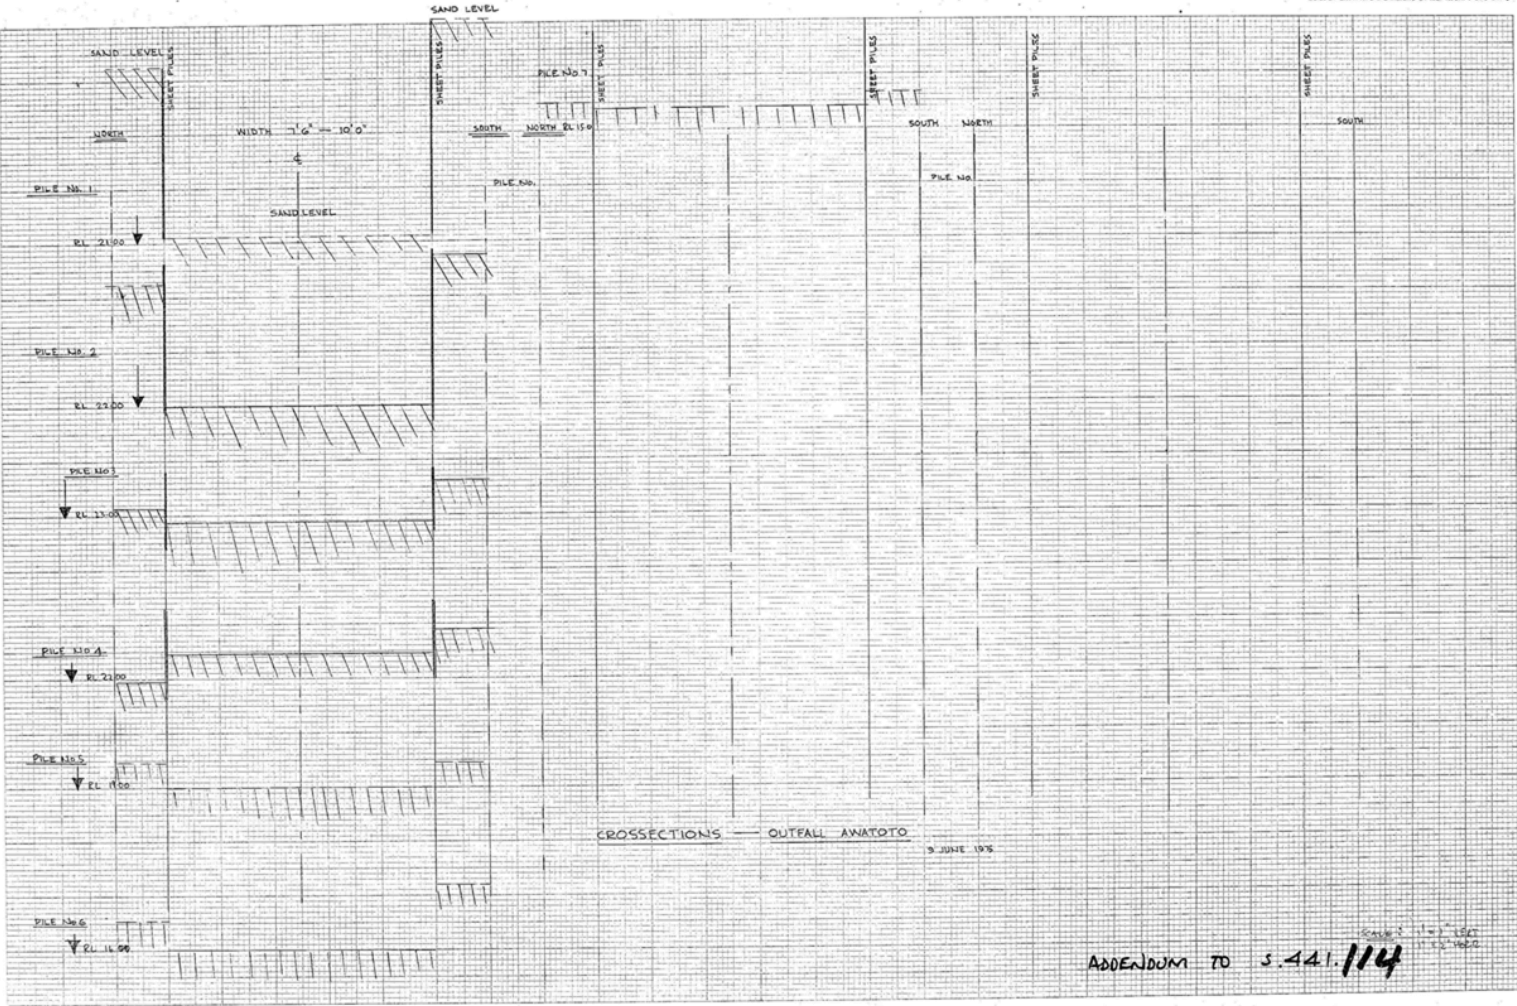 SAND LEVEL
SAND LEVEL
SHEET PILES
SHEET PILES
SHEET PILES
SHEET PILES
SHEET PILES
SHEET PILES
PILE No 7
NORTH
WIDTH 7'6" — 10'0"
SOUTH
NORTH RL 15.0
SOUTH
NORTH
SOUTH
℄
PILE No. 1
PILE No.
PILE No.
SAND LEVEL
RL 21.00
PILE No. 2
RL 22.00
PILE No 3
RL 23.00
PILE No 4
RL 22.00
PILE No 5
RL 19.00
CROSSECTIONS — OUTFALL AWATOTO
9 JUNE 1975
PILE No 6
RL 16.00
ADDENDUM TO S.441.114